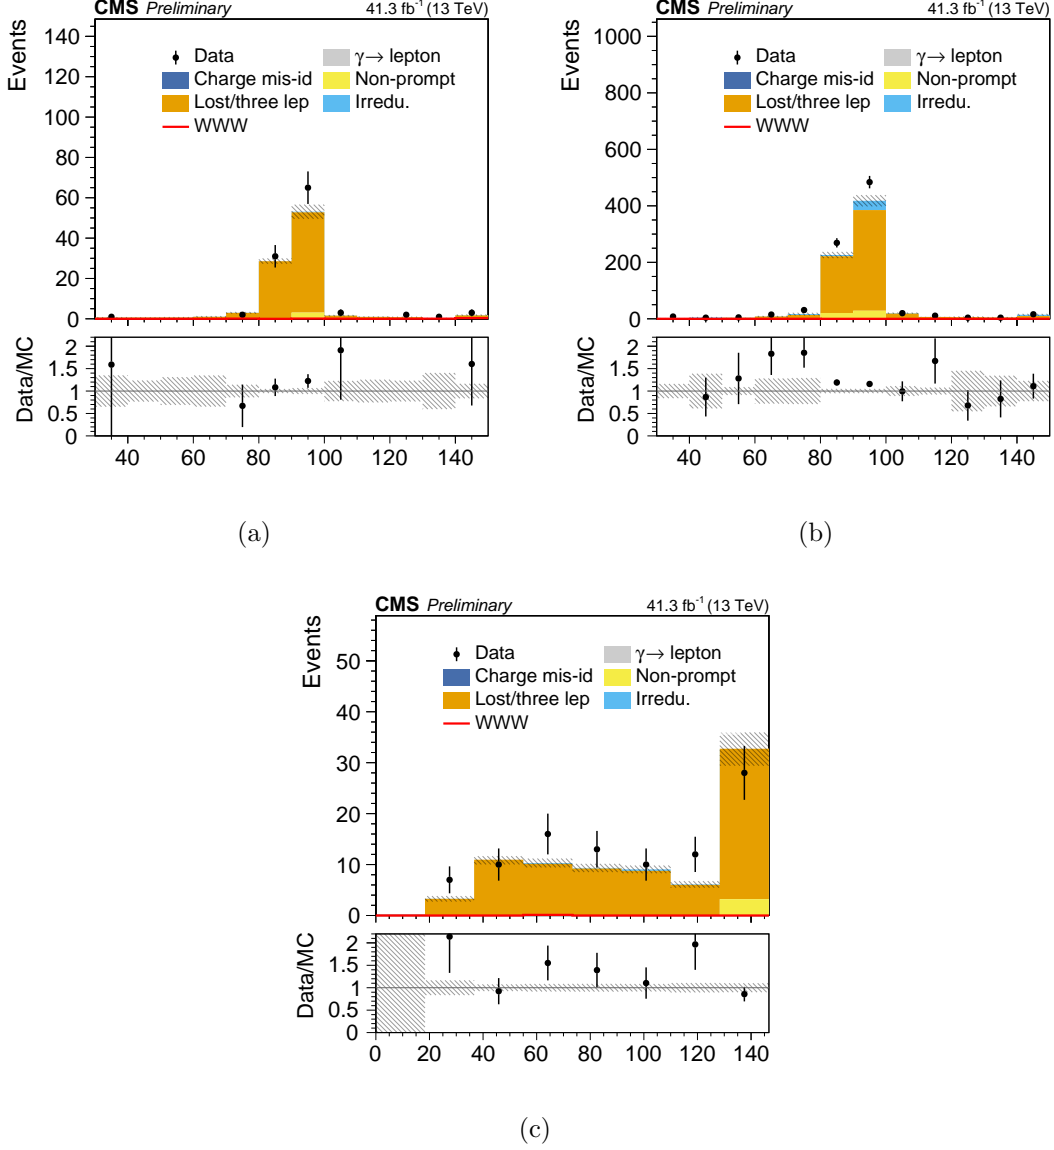 CMS Preliminary 41.3 fb⁻¹ (13 TeV)
Events
140
120
100
80
60
40
20
0
Data
γ→ lepton
Charge mis-id
Non-prompt
Lost/three lep
Irredu.
WWW
Data/MC
2
1.5
1
0.5
0
40 60 80 100 120 140
(a)
CMS Preliminary 41.3 fb⁻¹ (13 TeV)
Events
1000
800
600
400
200
0
Data
γ→ lepton
Charge mis-id
Non-prompt
Lost/three lep
Irredu.
WWW
Data/MC
2
1.5
1
0.5
0
40 60 80 100 120 140
(b)
CMS Preliminary 41.3 fb⁻¹ (13 TeV)
Events
50
40
30
20
10
0
Data
γ→ lepton
Charge mis-id
Non-prompt
Lost/three lep
Irredu.
WWW
Data/MC
2
1.5
1
0.5
0
0 20 40 60 80 100 120 140
(c)